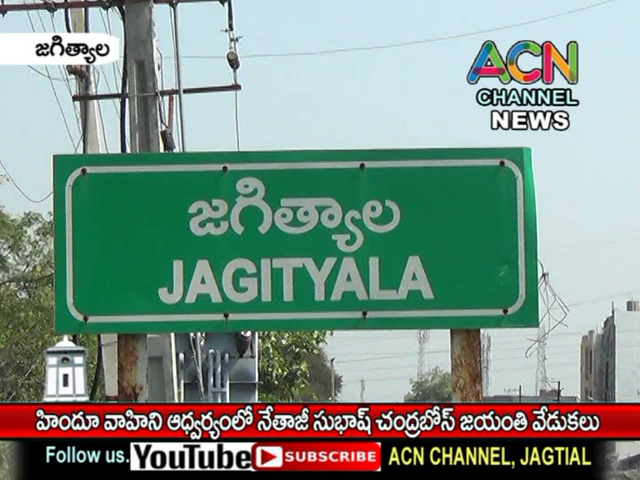 జగిత్యాల
ACN
CHANNEL
NEWS
జగిత్యాల
JAGITYALA
హిందూ వాహిని ఆధ్వర్యంలో నేతాజీ సుభాష్ చంద్రబోస్ జయంతి వేడుకలు
Follow us. YouTube SUBSCRIBE ACN CHANNEL, JAGTIAL